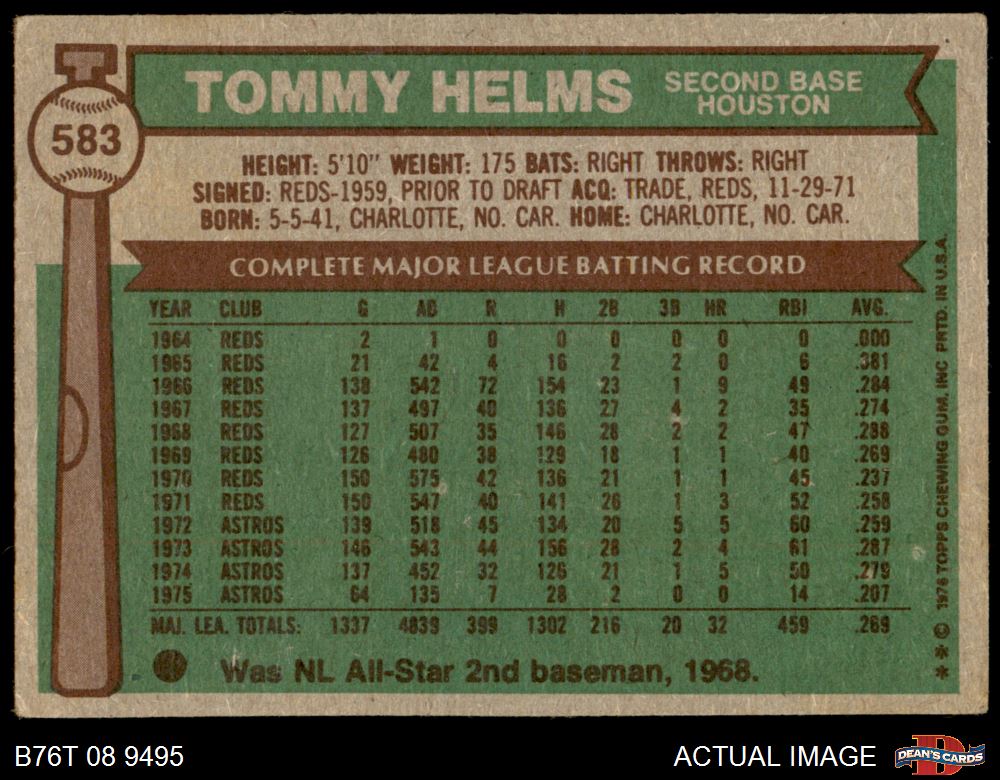 583
TOMMY HELMS
SECOND BASE
HOUSTON
HEIGHT: 5'10" WEIGHT: 175 BATS: RIGHT THROWS: RIGHT
SIGNED: REDS-1959, PRIOR TO DRAFT ACQ: TRADE, REDS, 11-29-71
BORN: 5-5-41, CHARLOTTE, NO. CAR. HOME: CHARLOTTE, NO. CAR.
COMPLETE MAJOR LEAGUE BATTING RECORD
YEAR CLUB G AB R H 2B 3B HR RBI AVG.
1964 REDS 2 1 0 0 0 0 0 0 .000
1965 REDS 21 42 4 16 2 2 0 6 .381
1966 REDS 138 542 72 154 23 1 9 49 .284
1967 REDS 137 497 40 136 27 4 2 35 .274
1968 REDS 127 507 35 146 28 2 2 47 .288
1969 REDS 126 480 38 129 18 1 1 40 .269
1970 REDS 150 575 42 136 21 1 1 45 .237
1971 REDS 150 547 40 141 26 1 3 52 .258
1972 ASTROS 139 518 45 134 20 5 5 60 .259
1973 ASTROS 146 543 44 156 28 2 4 61 .287
1974 ASTROS 137 452 32 126 21 1 5 50 .279
1975 ASTROS 64 135 7 28 2 0 0 14 .207
MAJ. LEA. TOTALS: 1337 4839 399 1302 216 20 32 459 .269
Was NL All-Star 2nd baseman, 1968.
**© 1976 TOPPS CHEWING GUM, INC PRTD. IN U.S.A.
B76T 08 9495
ACTUAL IMAGE
D
DEAN'S CARDS